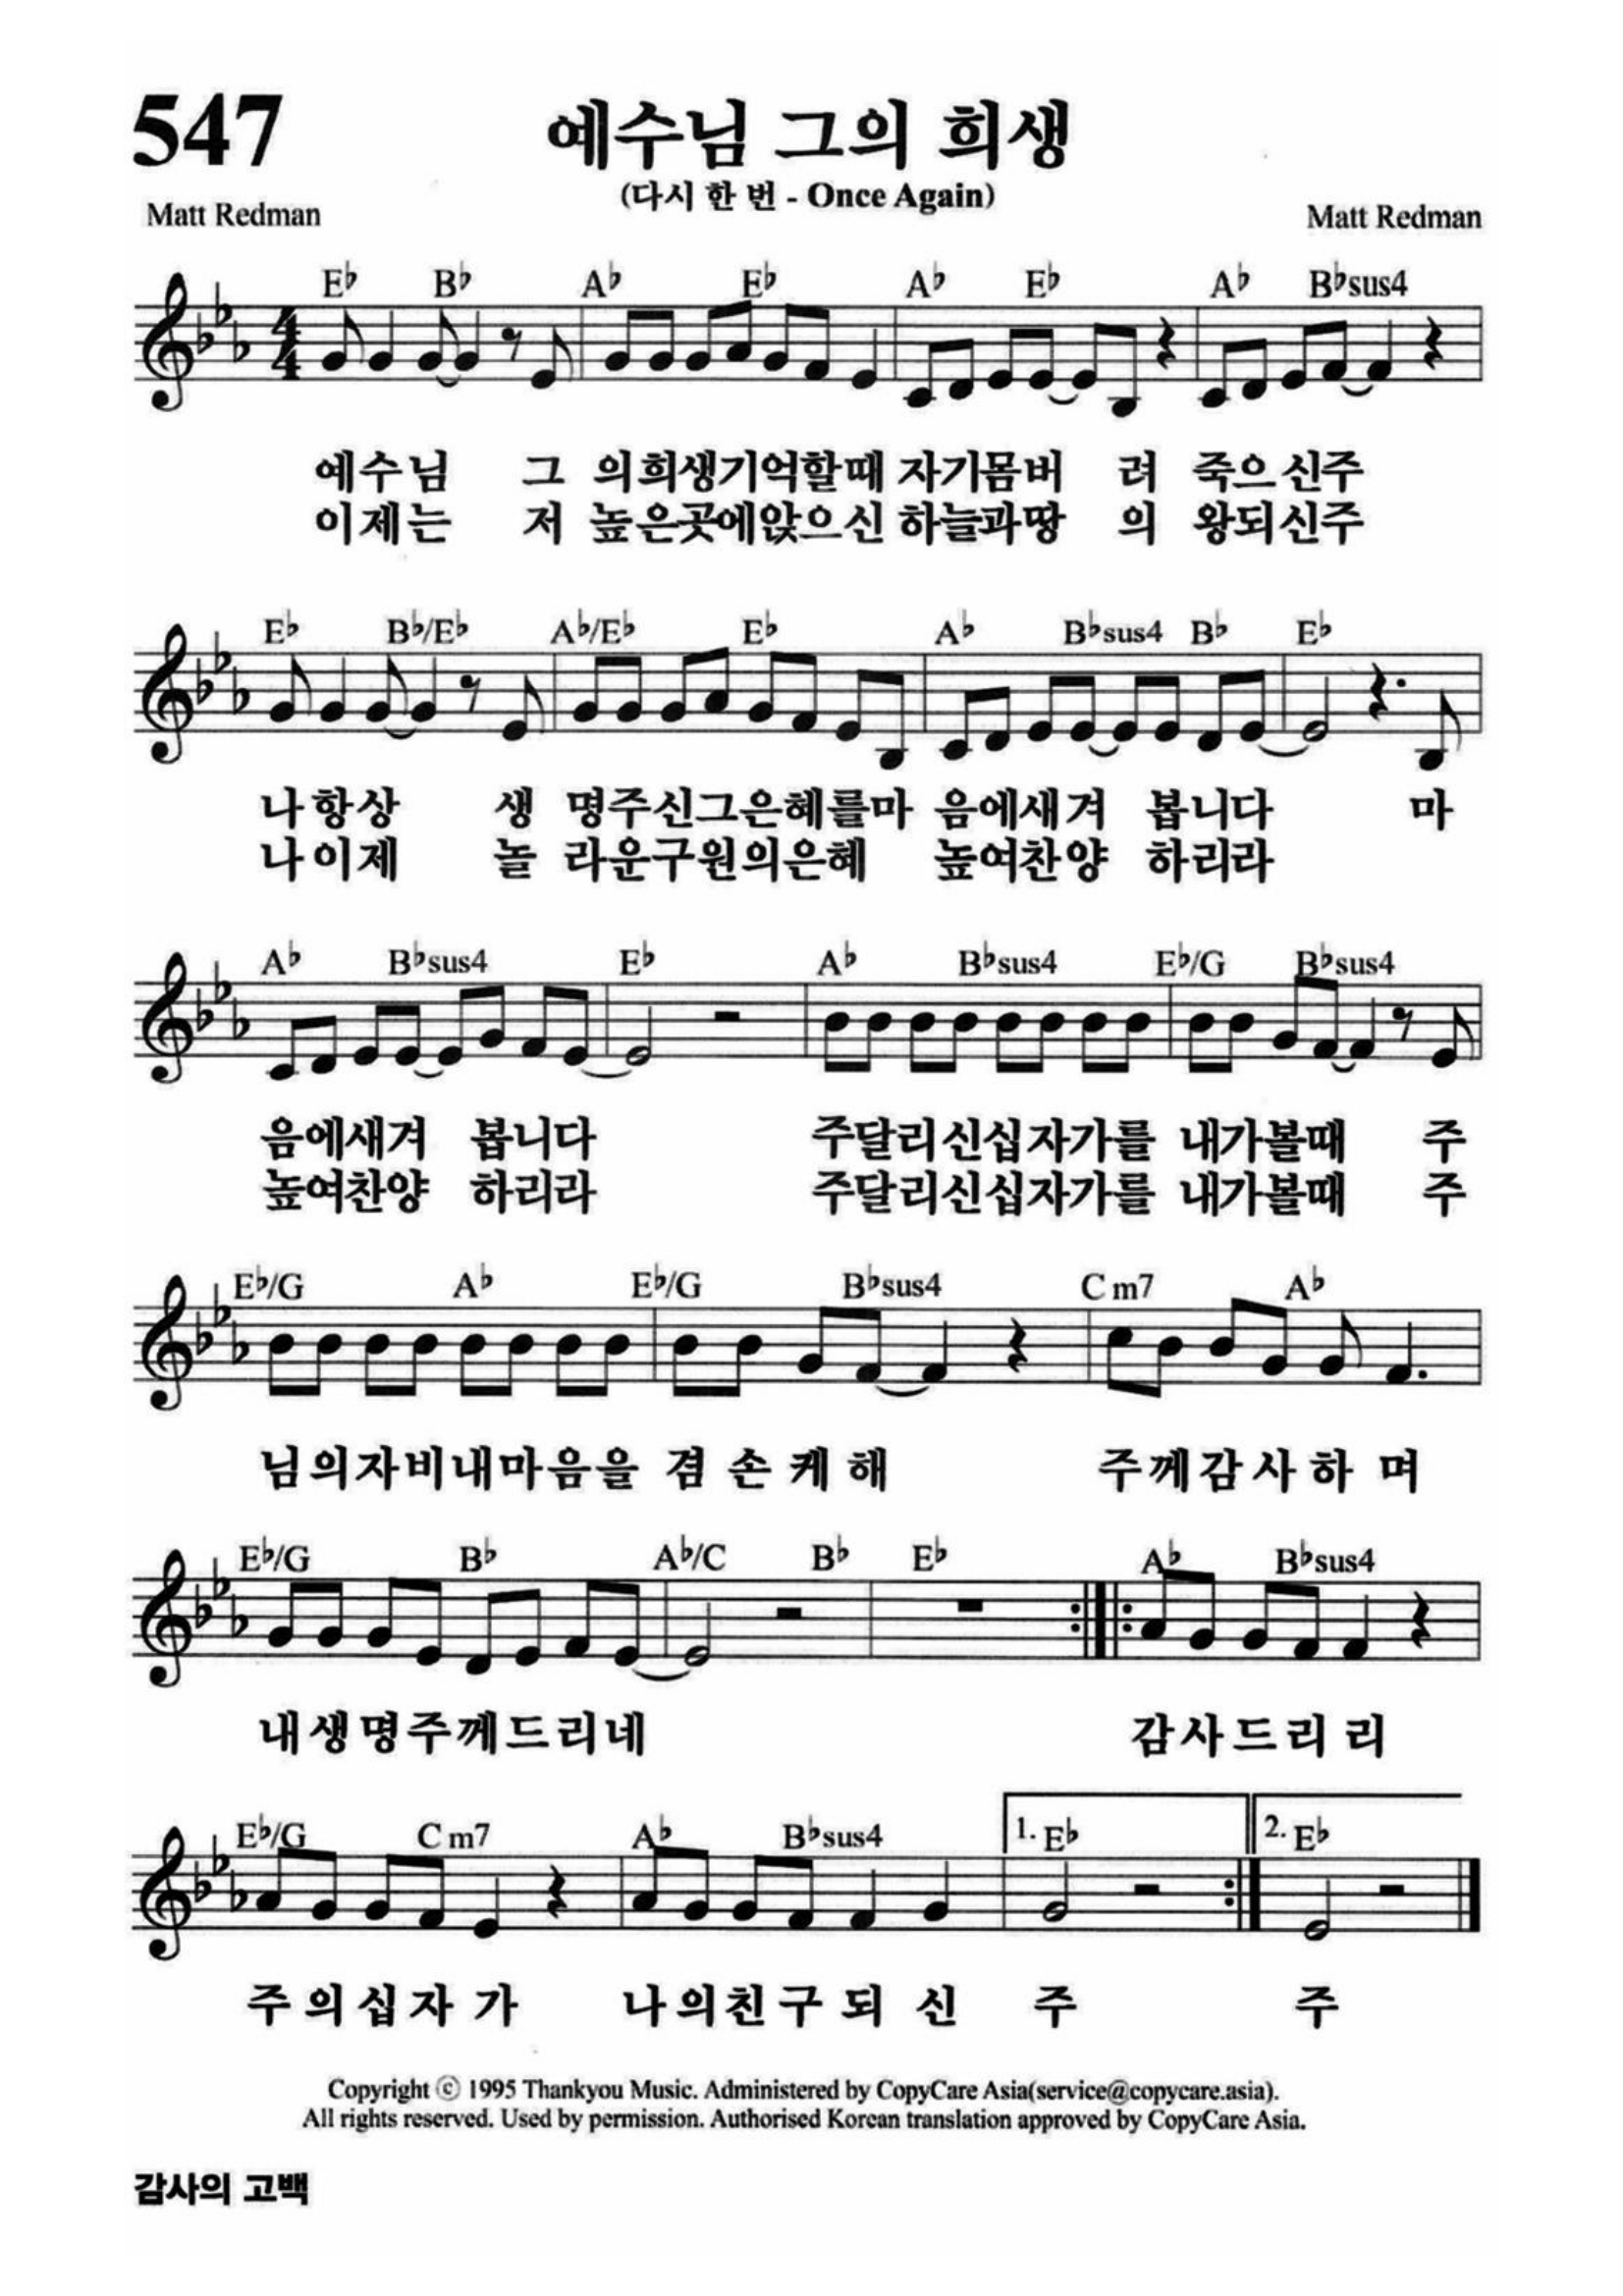 547
예수님 그의 희생
(다시 한 번 - Once Again)
Matt Redman Matt Redman
E♭ B♭ A♭ E♭ A♭ E♭ A♭ B♭sus4
예수님 그 의희생기억할때 자기몸버 려 죽으신주
이제는 저 높은곳에앉으신 하늘과땅 의 왕되신주
E♭ B♭/E♭ A♭/E♭ E♭ A♭ B♭sus4 B♭ E♭
나항상 생 명주신그은혜를마 음에새겨 봅니다 마
나이제 놀 라운구원의은혜 높여찬양 하리라
A♭ B♭sus4 E♭ A♭ B♭sus4 E♭/G B♭sus4
음에새겨 봅니다 주달리신십자가를 내가볼때 주
높여찬양 하리라 주달리신십자가를 내가볼때 주
E♭/G A♭ E♭/G B♭sus4 C m7 A♭
님의자비내마음을 겸손케해 주께감사하며
E♭/G B♭ A♭/C B♭ E♭ A♭ B♭sus4
내생명주께드리네 감사드리리
E♭/G C m7 A♭ B♭sus4 1. E♭ 2. E♭
주의십자가 나의친구되신 주 주
Copyright ⓒ 1995 Thankyou Music. Administered by CopyCare Asia(service@copycare.asia).
All rights reserved. Used by permission. Authorised Korean translation approved by CopyCare Asia.
감사의 고백